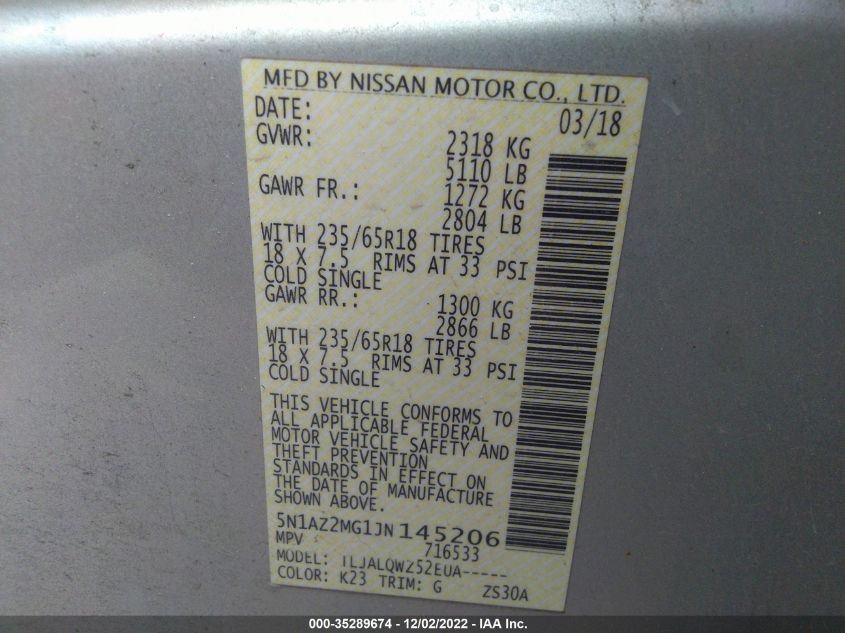 MFD BY NISSAN MOTOR CO., LTD.
DATE: 03/18
GVWR: 2318 KG
5110 LB
GAWR FR.: 1272 KG
2804 LB
WITH 235/65R18 TIRES
18 X 7.5 RIMS AT 33 PSI
COLD SINGLE
GAWR RR.: 1300 KG
2866 LB
WITH 235/65R18 TIRES
18 X 7.5 RIMS AT 33 PSI
COLD SINGLE
THIS VEHICLE CONFORMS TO
ALL APPLICABLE FEDERAL
MOTOR VEHICLE SAFETY AND
THEFT PREVENTION
STANDARDS IN EFFECT ON
THE DATE OF MANUFACTURE
SHOWN ABOVE.
5N1AZ2MG1JN145206
MPV 716533
MODEL: TLJALQWZ52EUA-----
COLOR: K23 TRIM: G ZS30A
000-35289674 - 12/02/2022 - IAA Inc.